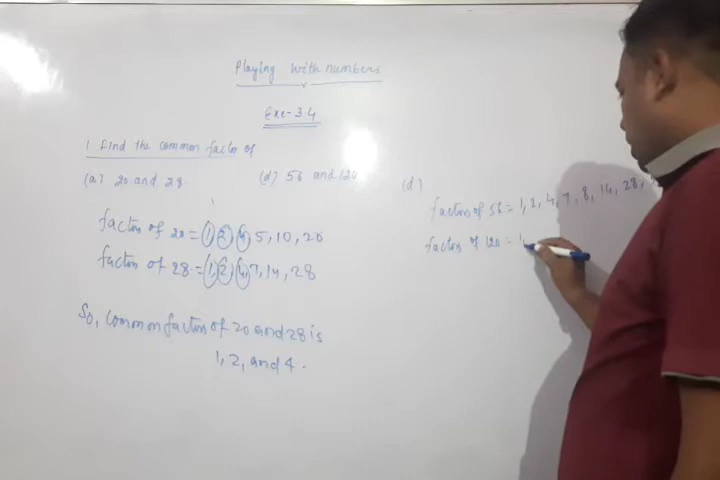 Playing with numbers
Exe-3.4
1 Find the common factor of
(a) 20 and 28
(d) 56 and 120
factors of 20 = 1, 2, 4, 5, 10, 20
factors of 28 = 1, 2, 4, 7, 14, 28
So, common factors of 20 and 28 is
1, 2, and 4.
(d)
factors of 56 = 1, 2, 4, 7, 8, 14, 28,
factors of 120 = 1,